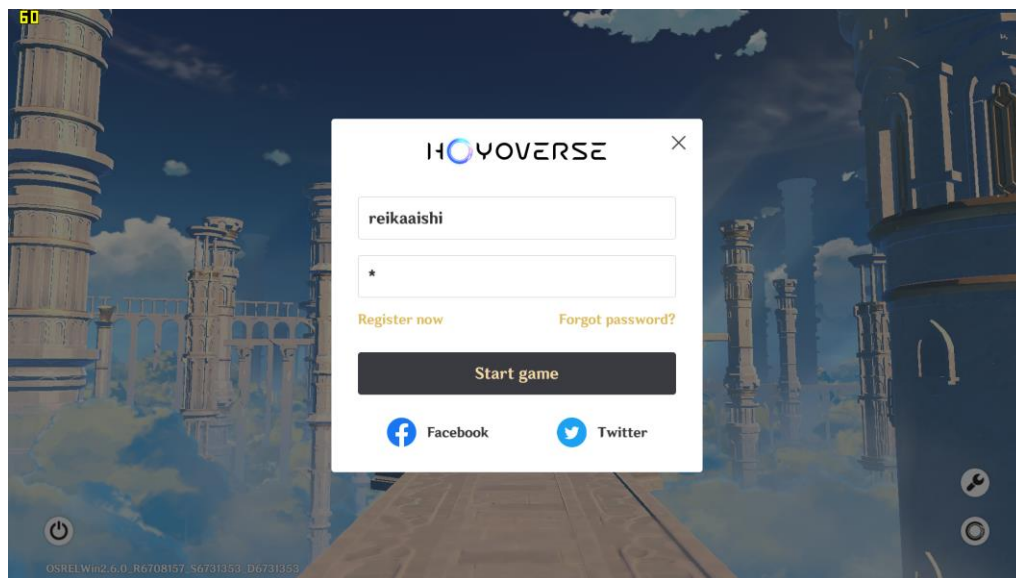 60
HOYOVERSE
reikaaishi
*
Register now Forgot password?
Start game
Facebook Twitter
OSRELWin2.6.0_R6708157_S6731353_D6731353